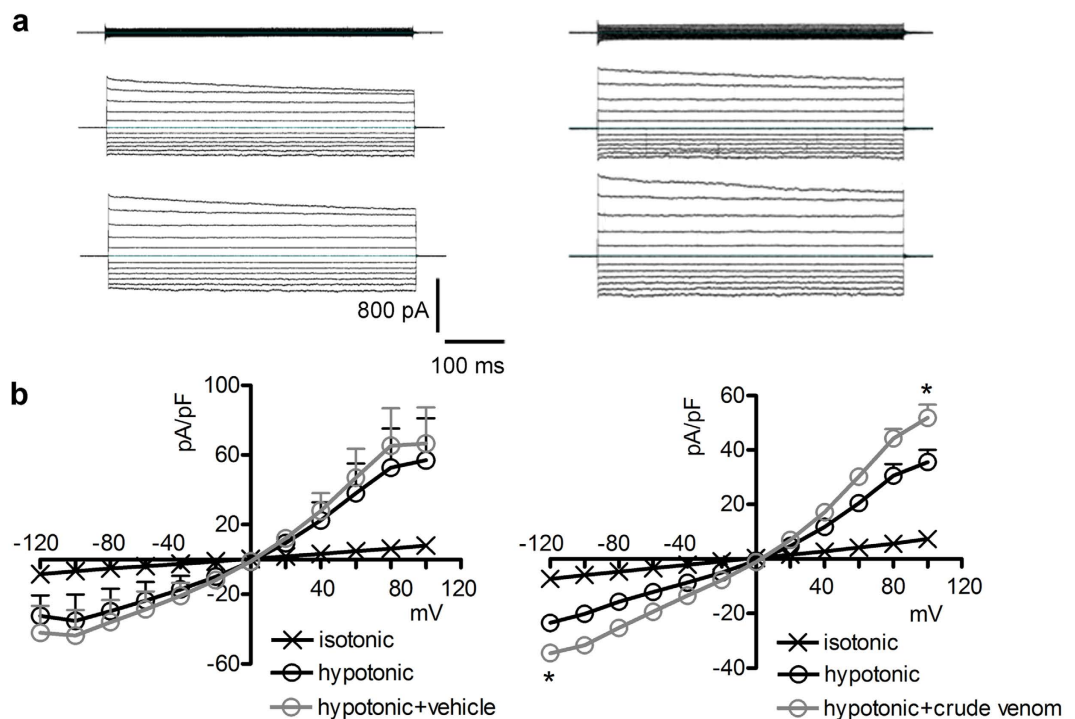 a
800 pA
100 ms
b
100
pA/pF
60
20
-120
-80
-40
40
80
120
mV
-20
-60
isotonic
hypotonic
hypotonic+vehicle
60
*
pA/pF
40
20
-120
-80
-40
40
80
120
mV
-20
-40
*
isotonic
hypotonic
hypotonic+crude venom